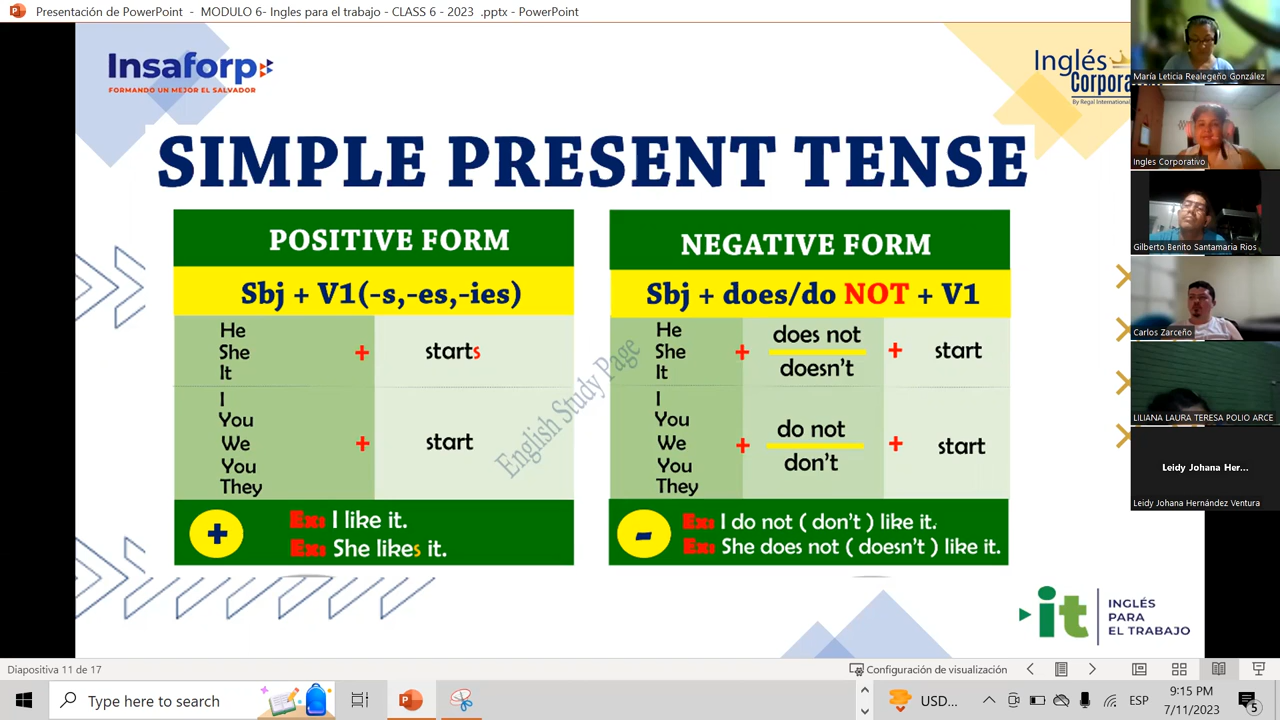 Presentación de PowerPoint - MODULO 6- Ingles para el trabajo - CLASS 6 - 2023 .pptx - PowerPoint
Insaforp
FORMANDO UN MEJOR EL SALVADOR
Inglés
Corpora
By Regal International
SIMPLE PRESENT TENSE
POSITIVE FORM
Sbj + V1(-s,-es,-ies)
He
She
It
+
starts
I
You
We
You
They
+
start
+
Ex: I like it.
Ex: She likes it.
NEGATIVE FORM
Sbj + does/do NOT + V1
He
She
It
+
does not
doesn't
+
start
I
You
We
You
They
+
do not
don't
+
start
-
Ex: I do not ( don't ) like it.
Ex: She does not ( doesn't ) like it.
English Study Page
it
INGLÉS
PARA
EL TRABAJO
María Leticia Realegeño González
Ingles Corporativo
Gilberto Benito Santamaria Rios
Carlos Zarceño
LILIANA LAURA TERESA POLIO ARCE
Leidy Johana Her...
Leidy Johana Hernández Ventura
Diapositiva 11 de 17
Configuración de visualización
Type here to search
USD...
ESP
9:15 PM
7/11/2023
5